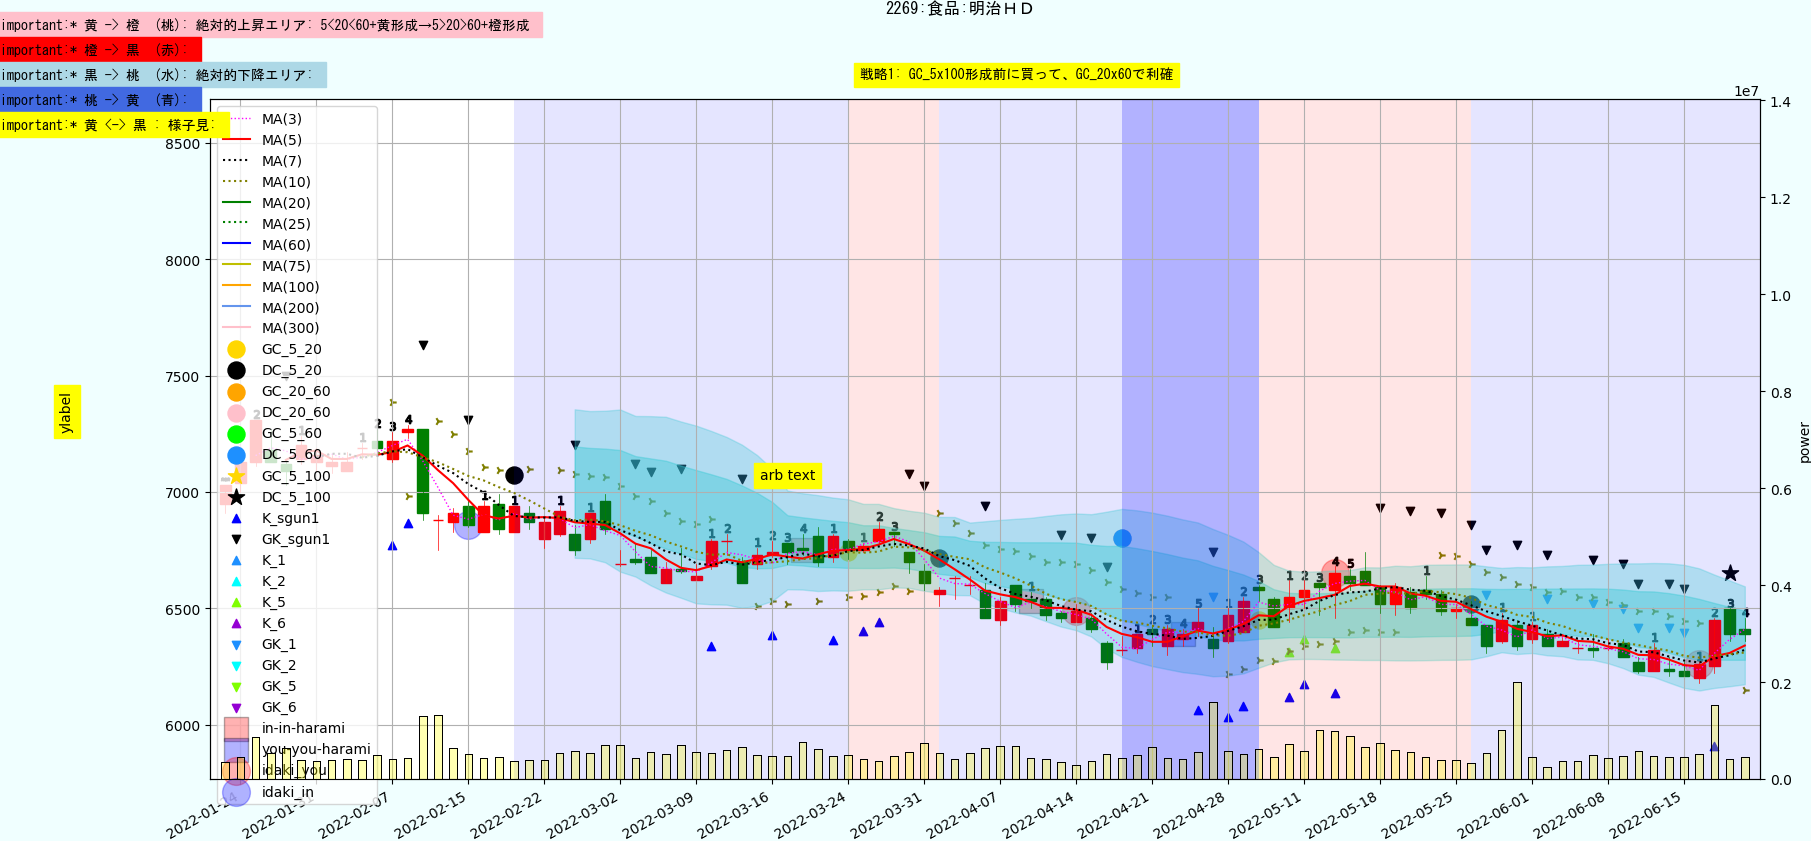 2269:食品:明治ＨＤ
important:* 黄 -> 橙 (桃): 絶対的上昇エリア: 5<20<60+黄形成→5>20>60+橙形成
important:* 橙 -> 黒 (赤):
important:* 黒 -> 桃 (水): 絶対的下降エリア:
important:* 桃 -> 黄 (青):
important:* 黄 <-> 黒 : 様子見:
戦略1: GC_5x100形成前に買って、GC_20x60で利確
1e7
MA(3)
MA(5)
MA(7)
MA(10)
MA(20)
MA(25)
MA(60)
MA(75)
MA(100)
MA(200)
MA(300)
GC_5_20
DC_5_20
GC_20_60
DC_20_60
GC_5_60
DC_5_60
GC_5_100
DC_5_100
K_sgun1
GK_sgun1
K_1
K_2
K_5
K_6
GK_1
GK_2
GK_5
GK_6
in-in-harami
you-you-harami
idaki_you
idaki_in
arb text
ylabel
power
8500
8000
7500
7000
6500
6000
1.4
1.2
1.0
0.8
0.6
0.4
0.2
0.0
2022-01-24
2022-01-31
2022-02-07
2022-02-15
2022-02-22
2022-03-02
2022-03-09
2022-03-16
2022-03-24
2022-03-31
2022-04-07
2022-04-14
2022-04-21
2022-04-28
2022-05-11
2022-05-18
2022-05-25
2022-06-01
2022-06-08
2022-06-15